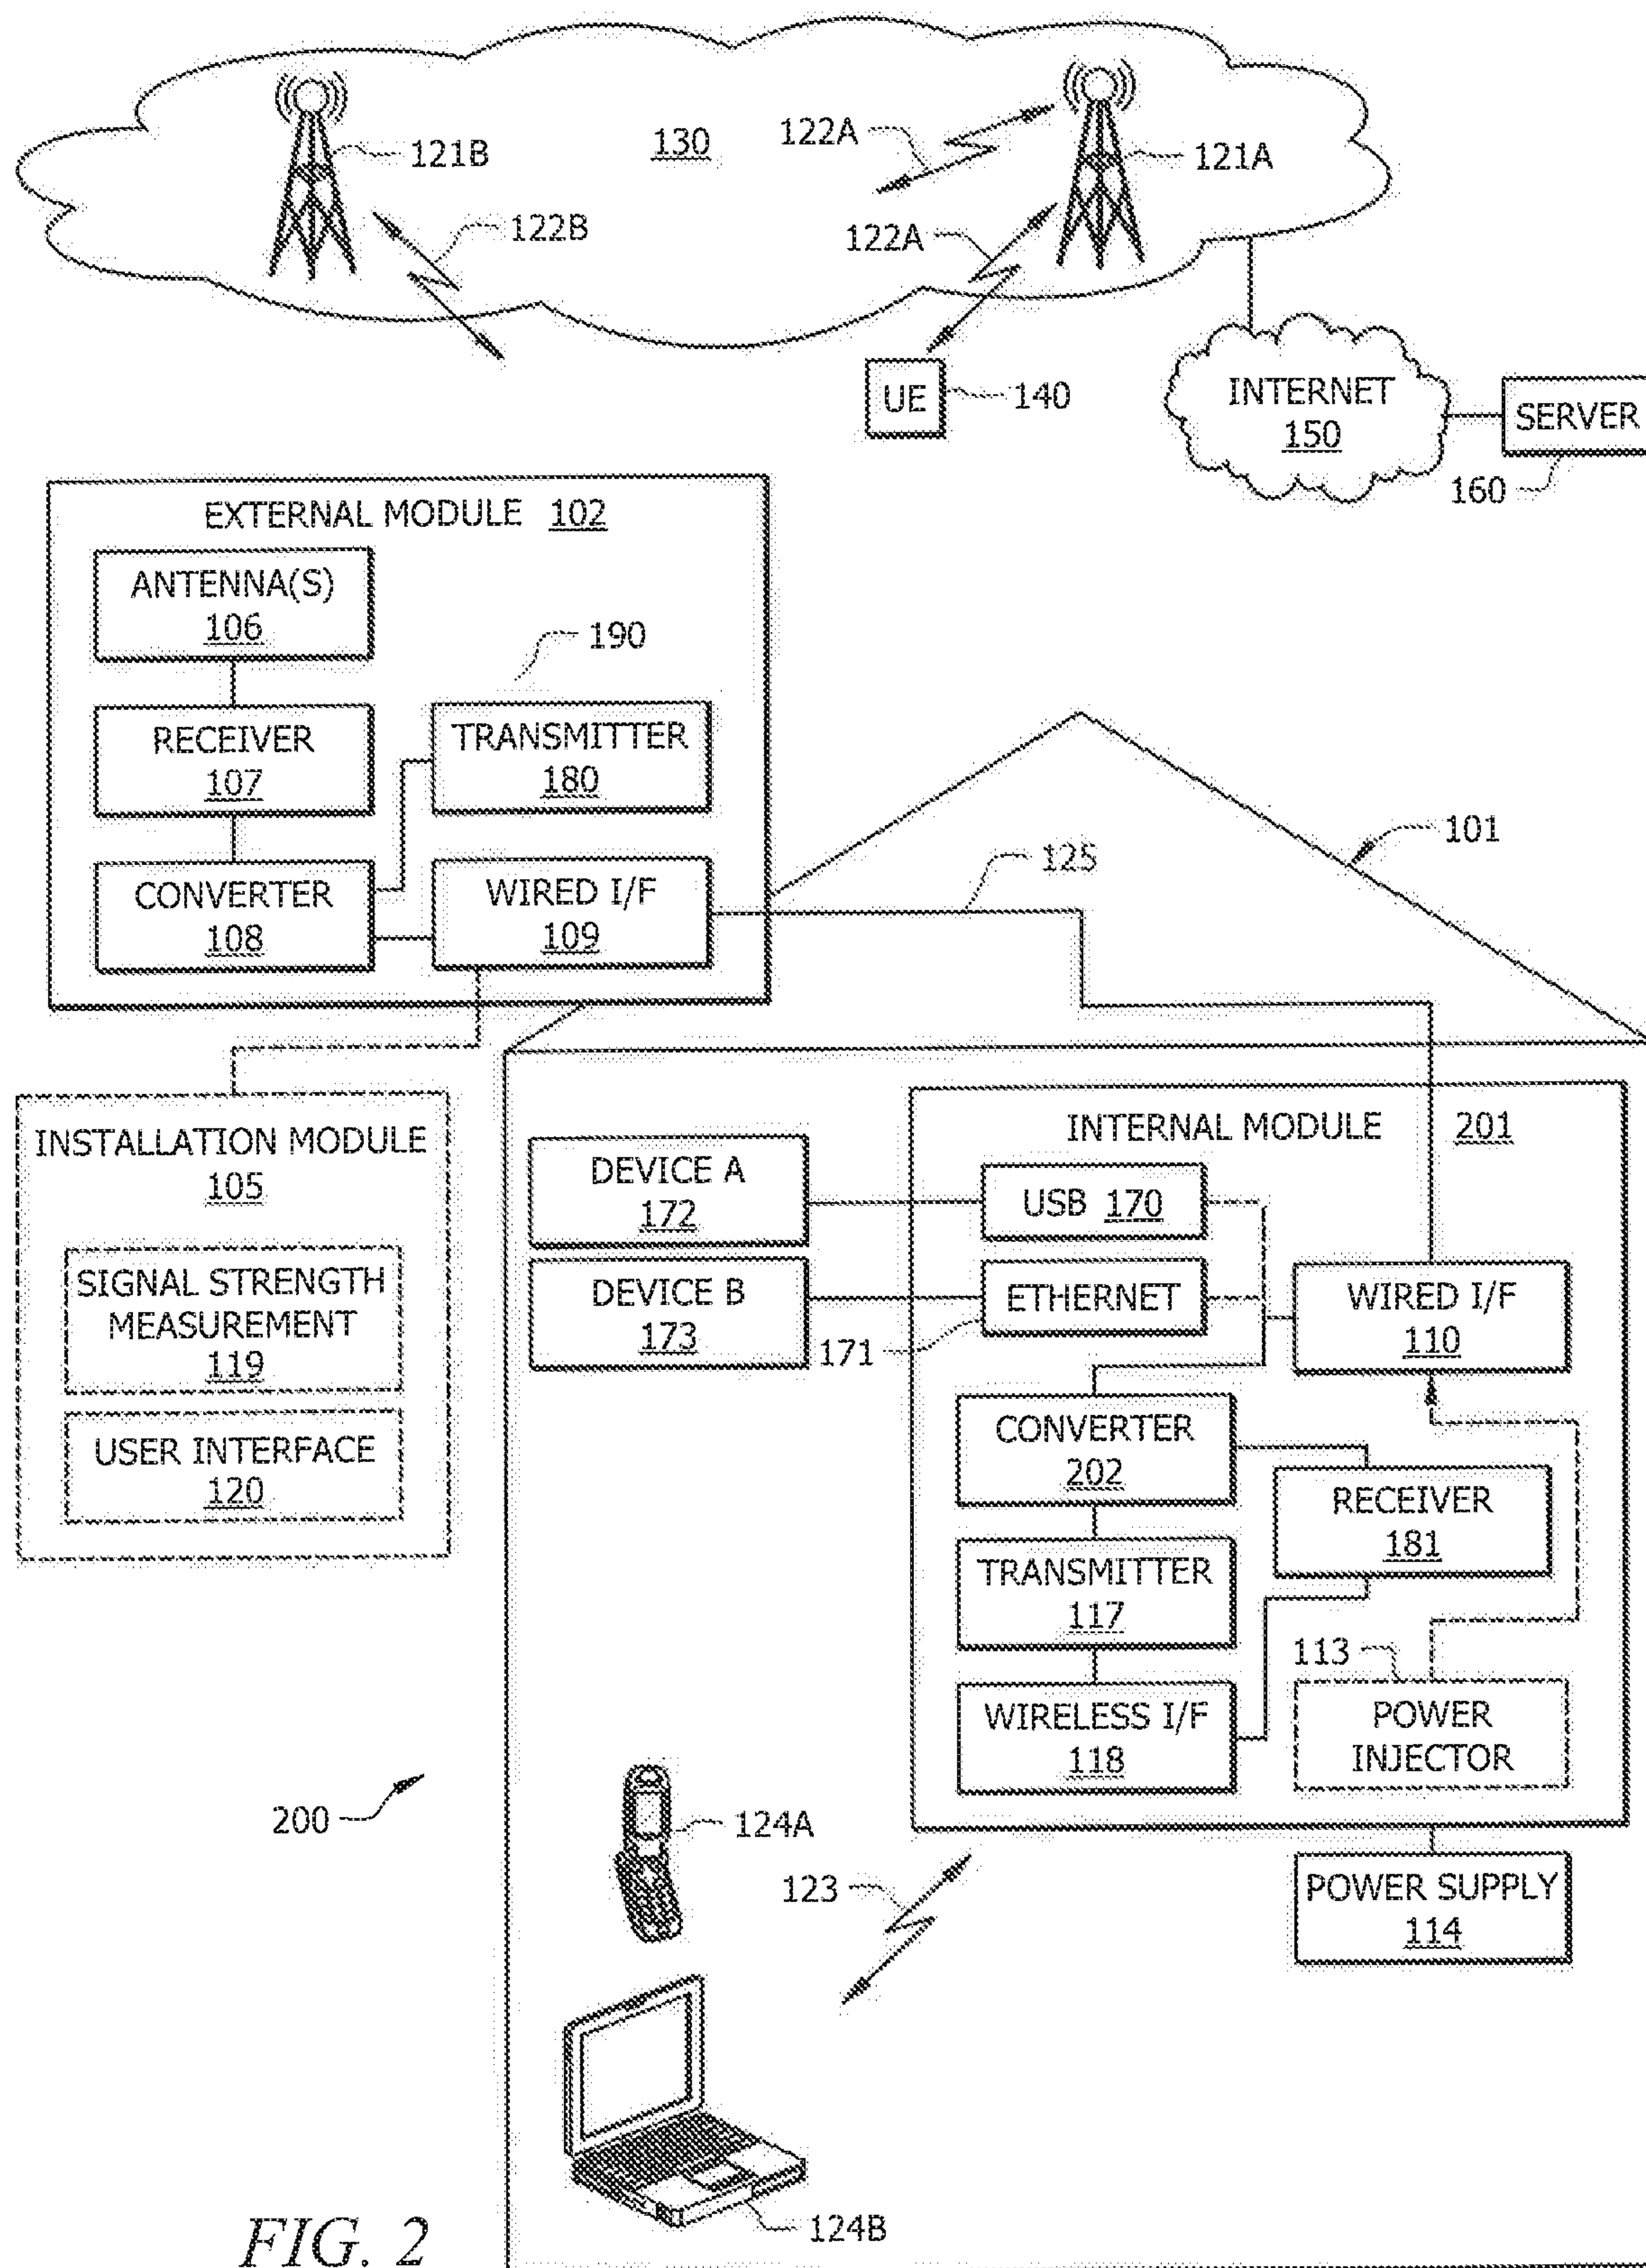 130
122A
121B
121A
122B
122A
UE
140
INTERNET
150
SERVER
160
EXTERNAL MODULE 102
ANTENNA(S)
106
190
RECEIVER
107
TRANSMITTER
180
CONVERTER
108
WIRED I/F
109
125
101
INSTALLATION MODULE
105
SIGNAL STRENGTH
MEASUREMENT
119
USER INTERFACE
120
INTERNAL MODULE 201
DEVICE A
172
USB 170
DEVICE B
173
ETHERNET
171
WIRED I/F
110
CONVERTER
202
RECEIVER
181
TRANSMITTER
117
113
WIRELESS I/F
118
POWER
INJECTOR
200
124A
123
POWER SUPPLY
114
124B
FIG. 2